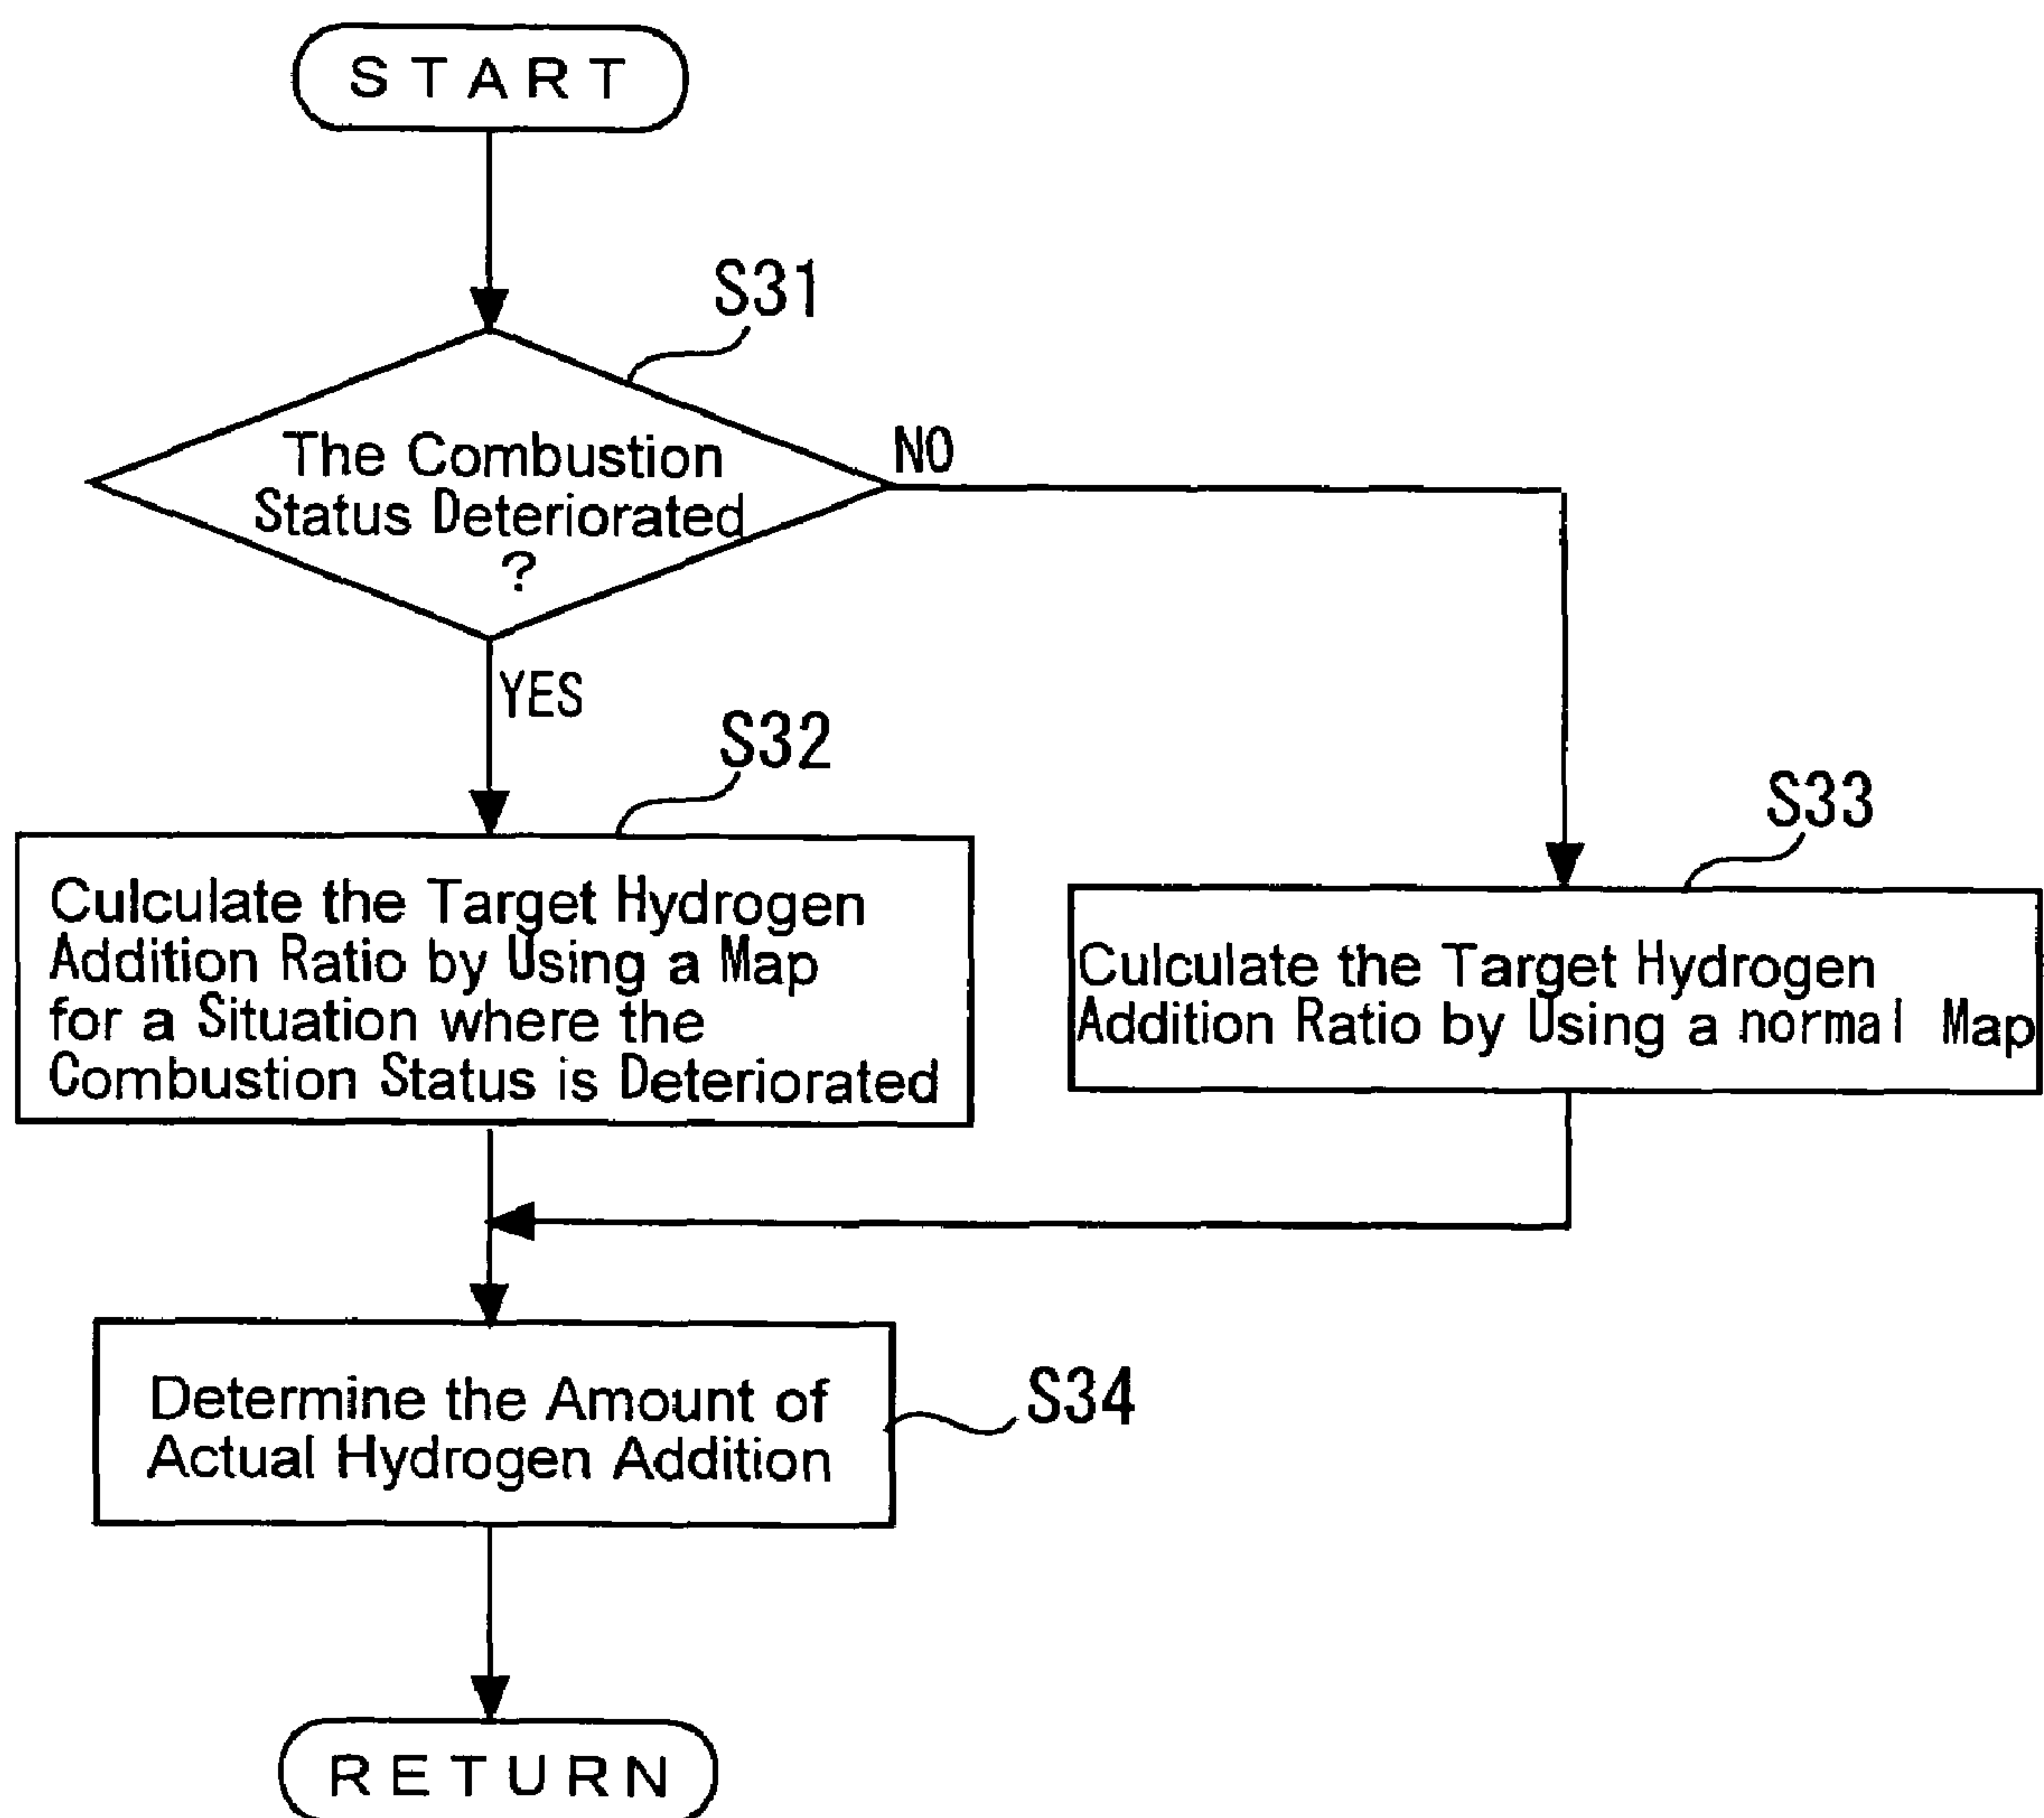 START
S31
The Combustion
Status Deteriorated
?
NO
YES
S32
Culculate the Target Hydrogen
Addition Ratio by Using a Map
for a Situation where the
Combustion Status is Deteriorated
S33
Culculate the Target Hydrogen
Addition Ratio by Using a normal Map
Determine the Amount of
Actual Hydrogen Addition
S34
RETURN